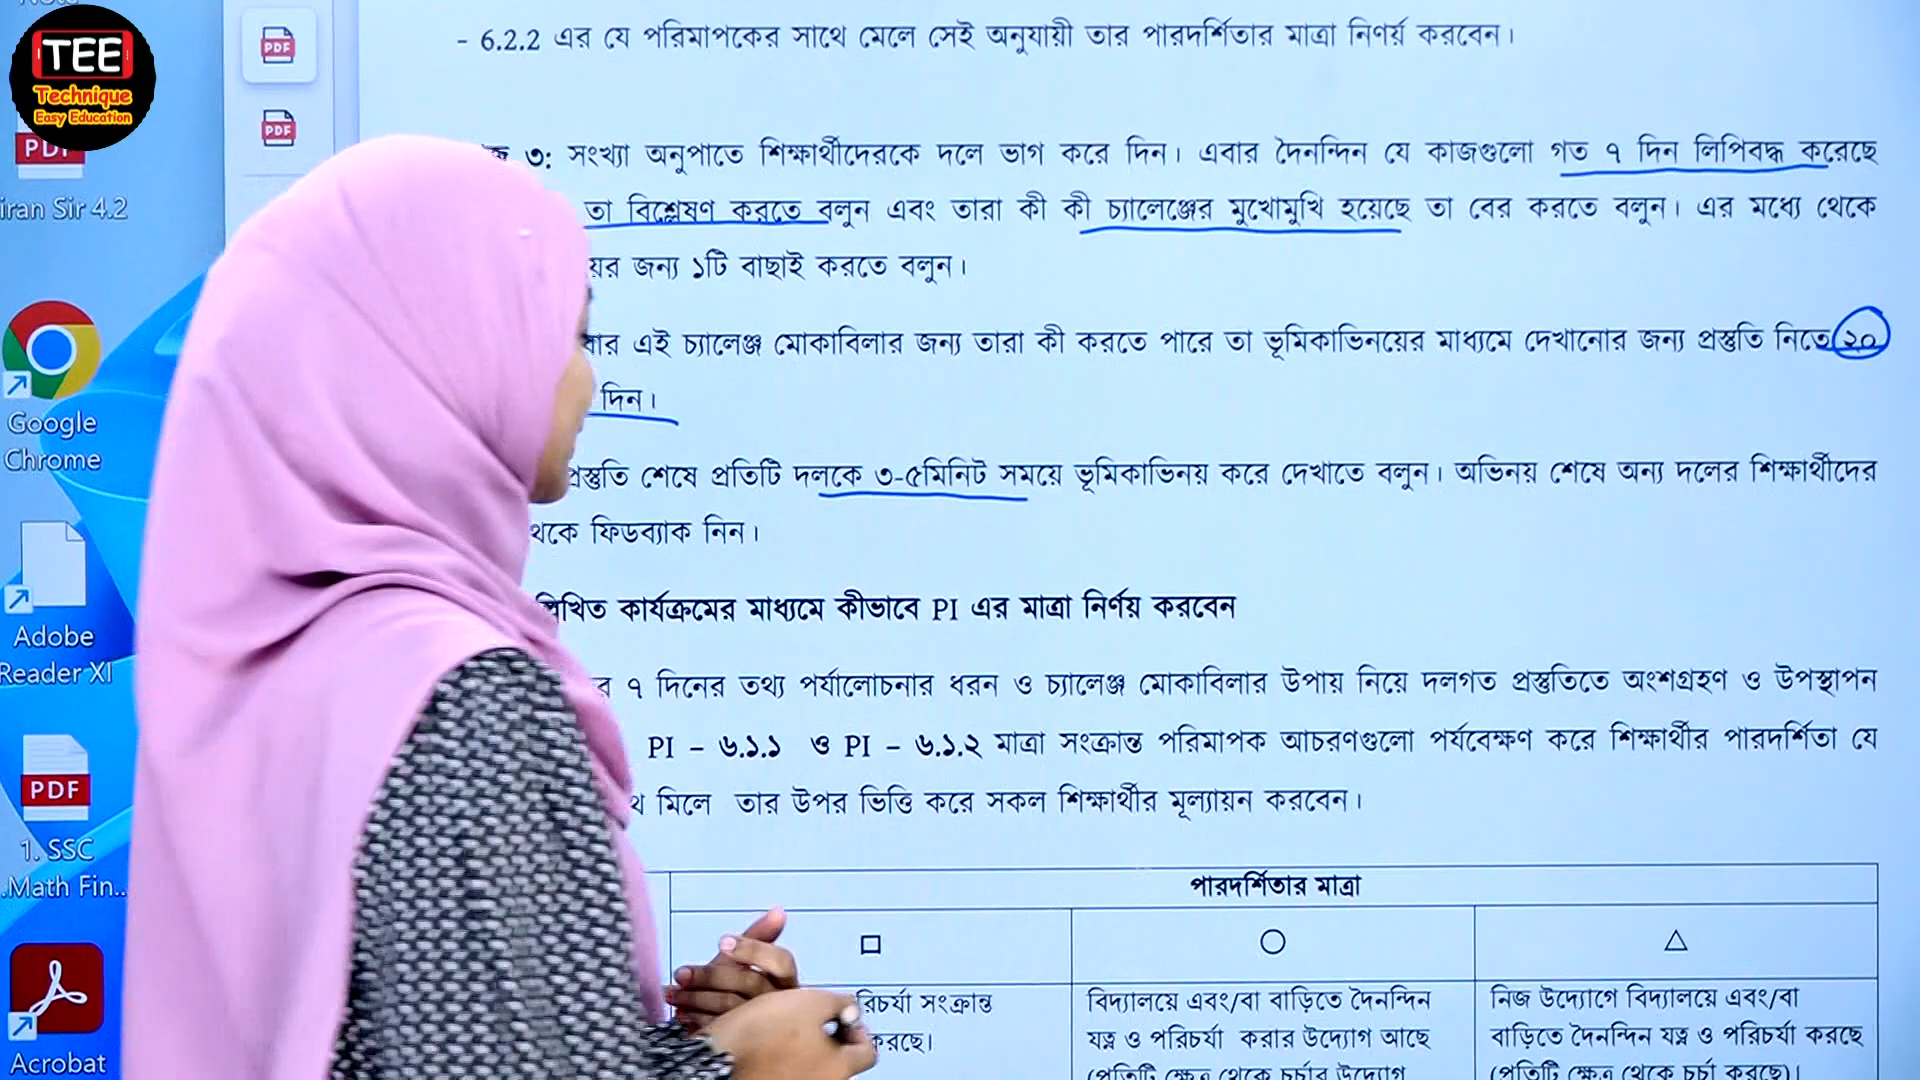 TEE
Technique
Easy Education
PDF
PDF
PDF
iran Sir 4.2
Google
Chrome
Adobe
Reader XI
PDF
1. SSC
.Math Fin..
Acrobat
- 6.2.2 এর যে পরিমাপকের সাথে মেলে সেই অনুযায়ী তার পারদর্শিতার মাত্রা নিণর্য় করবেন।
৩: সংখ্যা অনুপাতে শিক্ষার্থীদেরকে দলে ভাগ করে দিন। এবার দৈনন্দিন যে কাজগুলো গত ৭ দিন লিপিবদ্ধ করেছে
তা বিশ্লেষণ করতে বলুন এবং তারা কী কী চ্যালেঞ্জের মুখোমুখি হয়েছে তা বের করতে বলুন। এর মধ্যে থেকে
য়ের জন্য ১টি বাছাই করতে বলুন।
বার এই চ্যালেঞ্জ মোকাবিলার জন্য তারা কী করতে পারে তা ভূমিকাভিনয়ের মাধ্যমে দেখানোর জন্য প্রস্তুতি নিতে ২০
দিন।
প্রস্তুতি শেষে প্রতিটি দলকে ৩-৫মিনিট সময়ে ভূমিকাভিনয় করে দেখাতে বলুন। অভিনয় শেষে অন্য দলের শিক্ষার্থীদের
থেকে ফিডব্যাক নিন।
লিখিত কার্যক্রমের মাধ্যমে কীভাবে PI এর মাত্রা নির্ণয় করবেন
র ৭ দিনের তথ্য পর্যালোচনার ধরন ও চ্যালেঞ্জ মোকাবিলার উপায় নিয়ে দলগত প্রস্তুতিতে অংশগ্রহণ ও উপস্থাপন
PI – ৬.১.১ ও PI – ৬.১.২ মাত্রা সংক্রান্ত পরিমাপক আচরণগুলো পর্যবেক্ষণ করে শিক্ষার্থীর পারদর্শিতা যে
থে মিলে তার উপর ভিত্তি করে সকল শিক্ষার্থীর মূল্যায়ন করবেন।
পারদর্শিতার মাত্রা
রিচর্যা সংক্রান্ত
করছে।
বিদ্যালয়ে এবং/বা বাড়িতে দৈনন্দিন
যত্ন ও পরিচর্যা করার উদ্যোগ আছে
(প্রতিটি ক্ষেত্র থেকে চর্চার উদ্যোগ
নিজ উদ্যোগে বিদ্যালয়ে এবং/বা
বাড়িতে দৈনন্দিন যত্ন ও পরিচর্যা করছে
(প্রতিটি ক্ষেত্র থেকে চর্চা করছে)।